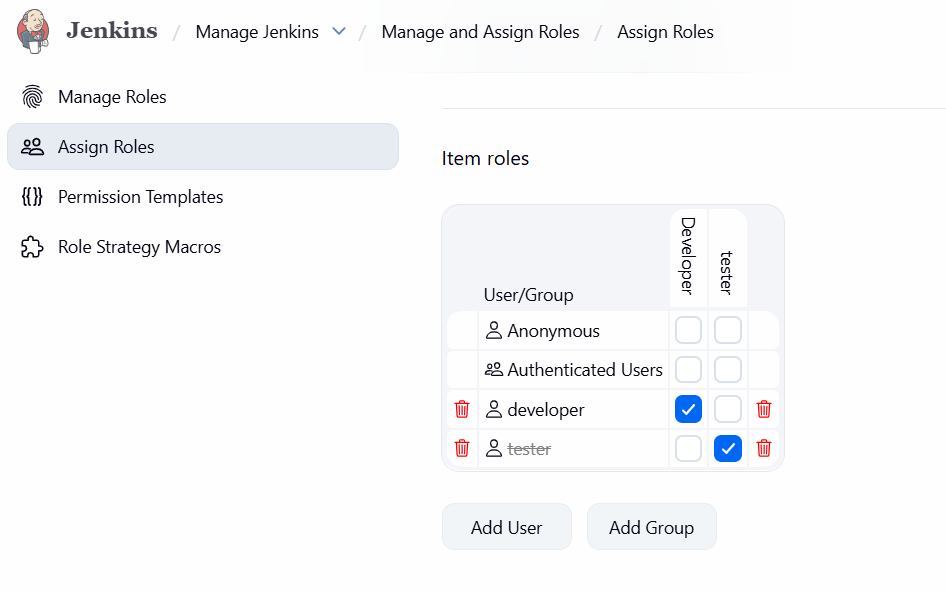 Jenkins / Manage Jenkins / Manage and Assign Roles / Assign Roles
Manage Roles
Assign Roles
Permission Templates
Role Strategy Macros
Item roles
User/Group Developer tester
Anonymous
Authenticated Users
developer
tester
Add User Add Group